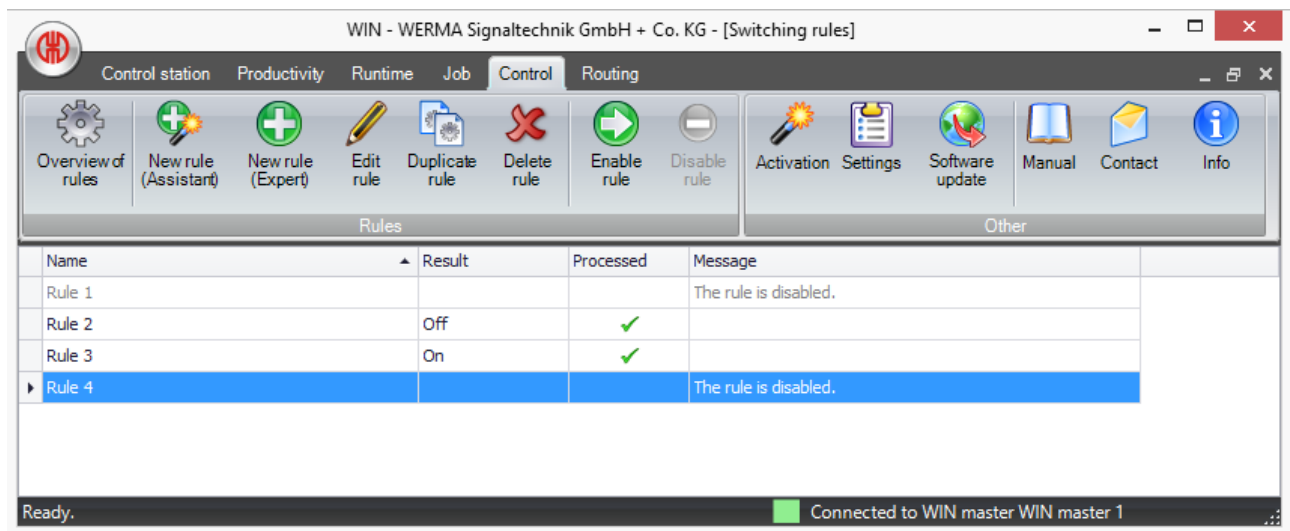 WIN - WERMA Signaltechnik GmbH + Co. KG - [Switching rules]
Control station Productivity Runtime Job Control Routing
Overview of rules
New rule (Assistant)
New rule (Expert)
Edit rule
Duplicate rule
Delete rule
Enable rule
Disable rule
Activation
Settings
Software update
Manual
Contact
Info
Rules
Other
Name Result Processed Message
Rule 1 The rule is disabled.
Rule 2 Off
Rule 3 On
Rule 4 The rule is disabled.
Ready. Connected to WIN master WIN master 1